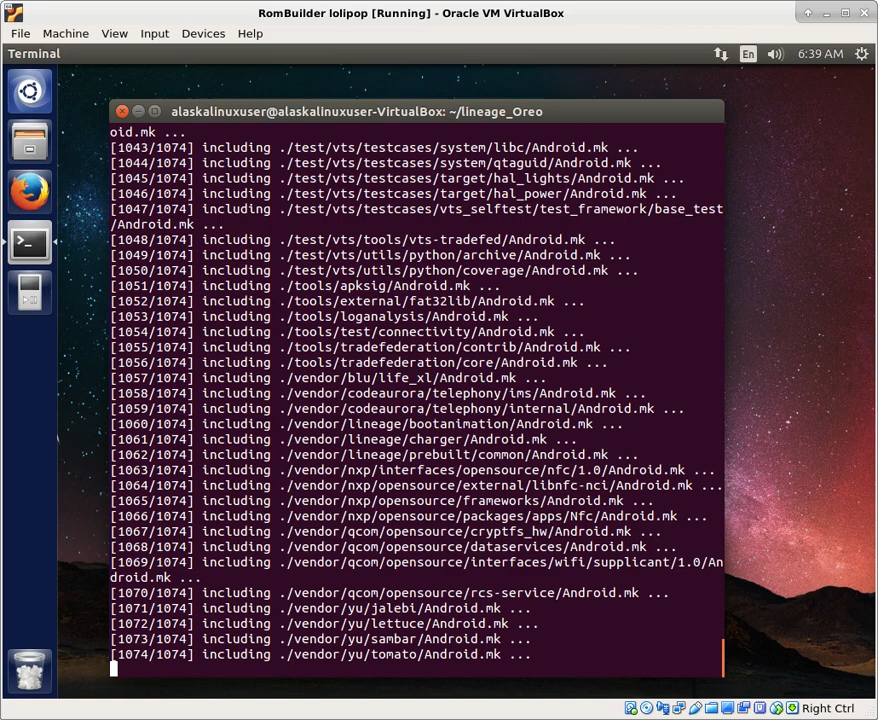 RomBuilder lolipop [Running] - Oracle VM VirtualBox
File Machine View Input Devices Help
Terminal En 6:39 AM
alaskalinuxuser@alaskalinuxuser-VirtualBox: ~/lineage_Oreo
oid.mk ...
[1043/1074] including ./test/vts/testcases/system/libc/Android.mk ...
[1044/1074] including ./test/vts/testcases/system/qtaguid/Android.mk ...
[1045/1074] including ./test/vts/testcases/target/hal_lights/Android.mk ...
[1046/1074] including ./test/vts/testcases/target/hal_power/Android.mk ...
[1047/1074] including ./test/vts/testcases/vts_selftest/test_framework/base_test
/Android.mk ...
[1048/1074] including ./test/vts/tools/vts-tradefed/Android.mk ...
[1049/1074] including ./test/vts/utils/python/archive/Android.mk ...
[1050/1074] including ./test/vts/utils/python/coverage/Android.mk ...
[1051/1074] including ./tools/apksig/Android.mk ...
[1052/1074] including ./tools/external/fat32lib/Android.mk ...
[1053/1074] including ./tools/loganalysis/Android.mk ...
[1054/1074] including ./tools/test/connectivity/Android.mk ...
[1055/1074] including ./tools/tradefederation/contrib/Android.mk ...
[1056/1074] including ./tools/tradefederation/core/Android.mk ...
[1057/1074] including ./vendor/blu/life_xl/Android.mk ...
[1058/1074] including ./vendor/codeaurora/telephony/ims/Android.mk ...
[1059/1074] including ./vendor/codeaurora/telephony/internal/Android.mk ...
[1060/1074] including ./vendor/lineage/bootanimation/Android.mk ...
[1061/1074] including ./vendor/lineage/charger/Android.mk ...
[1062/1074] including ./vendor/lineage/prebuilt/common/Android.mk ...
[1063/1074] including ./vendor/nxp/interfaces/opensource/nfc/1.0/Android.mk ...
[1064/1074] including ./vendor/nxp/opensource/external/libnfc-nci/Android.mk ...
[1065/1074] including ./vendor/nxp/opensource/frameworks/Android.mk ...
[1066/1074] including ./vendor/nxp/opensource/packages/apps/Nfc/Android.mk ...
[1067/1074] including ./vendor/qcom/opensource/cryptfs_hw/Android.mk ...
[1068/1074] including ./vendor/qcom/opensource/dataservices/Android.mk ...
[1069/1074] including ./vendor/qcom/opensource/interfaces/wifi/supplicant/1.0/An
droid.mk ...
[1070/1074] including ./vendor/qcom/opensource/rcs-service/Android.mk ...
[1071/1074] including ./vendor/yu/jalebi/Android.mk ...
[1072/1074] including ./vendor/yu/lettuce/Android.mk ...
[1073/1074] including ./vendor/yu/sambar/Android.mk ...
[1074/1074] including ./vendor/yu/tomato/Android.mk ...
Right Ctrl